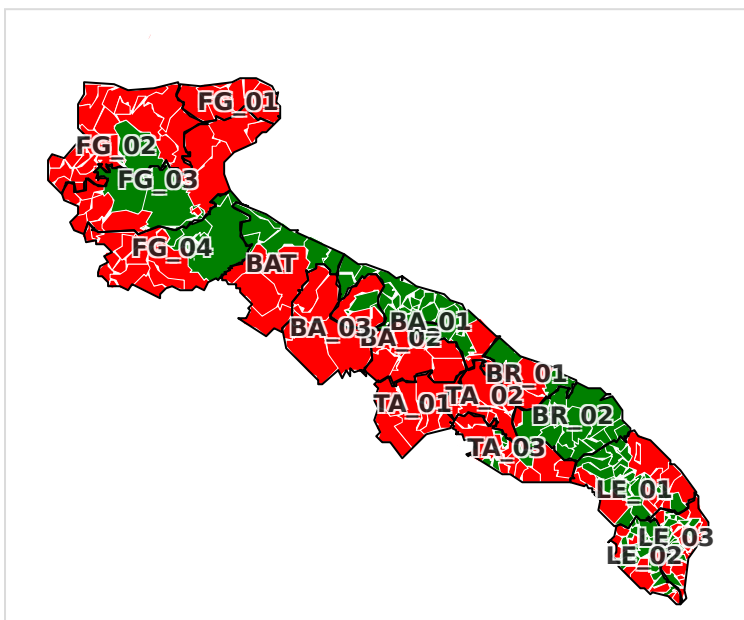 FG_01
FG_02
FG_03
FG_04
BAT
BA_01
BA_03
BA_02
BR_01
TA_02
TA_01
BR_02
TA_03
LE_01
LE_03
LE_02